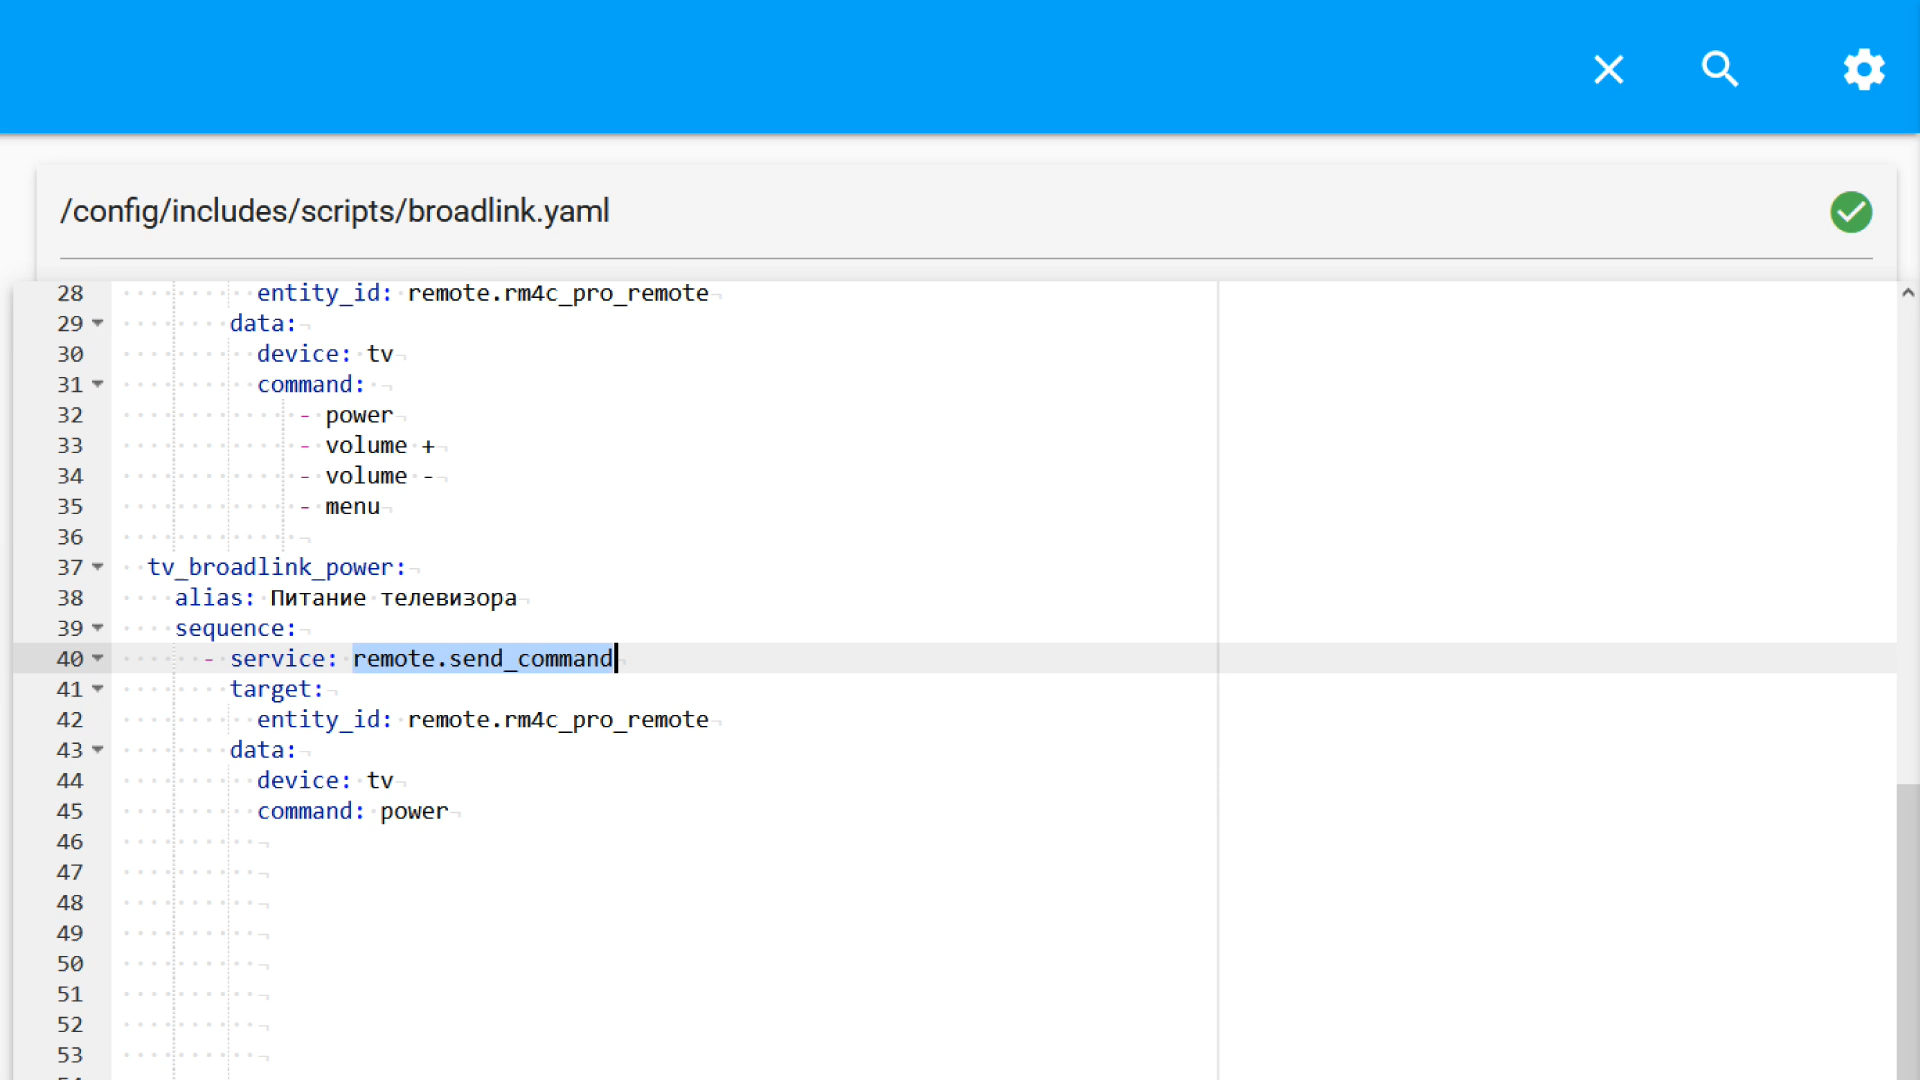 /config/includes/scripts/broadlink.yaml
28 entity_id: remote.rm4c_pro_remote
29 data:
30 device: tv
31 command:
32 - power
33 - volume +
34 - volume -
35 - menu
36
37 tv_broadlink_power:
38 alias: Питание телевизора
39 sequence:
40 - service: remote.send_command
41 target:
42 entity_id: remote.rm4c_pro_remote
43 data:
44 device: tv
45 command: power
46
47
48
49
50
51
52
53